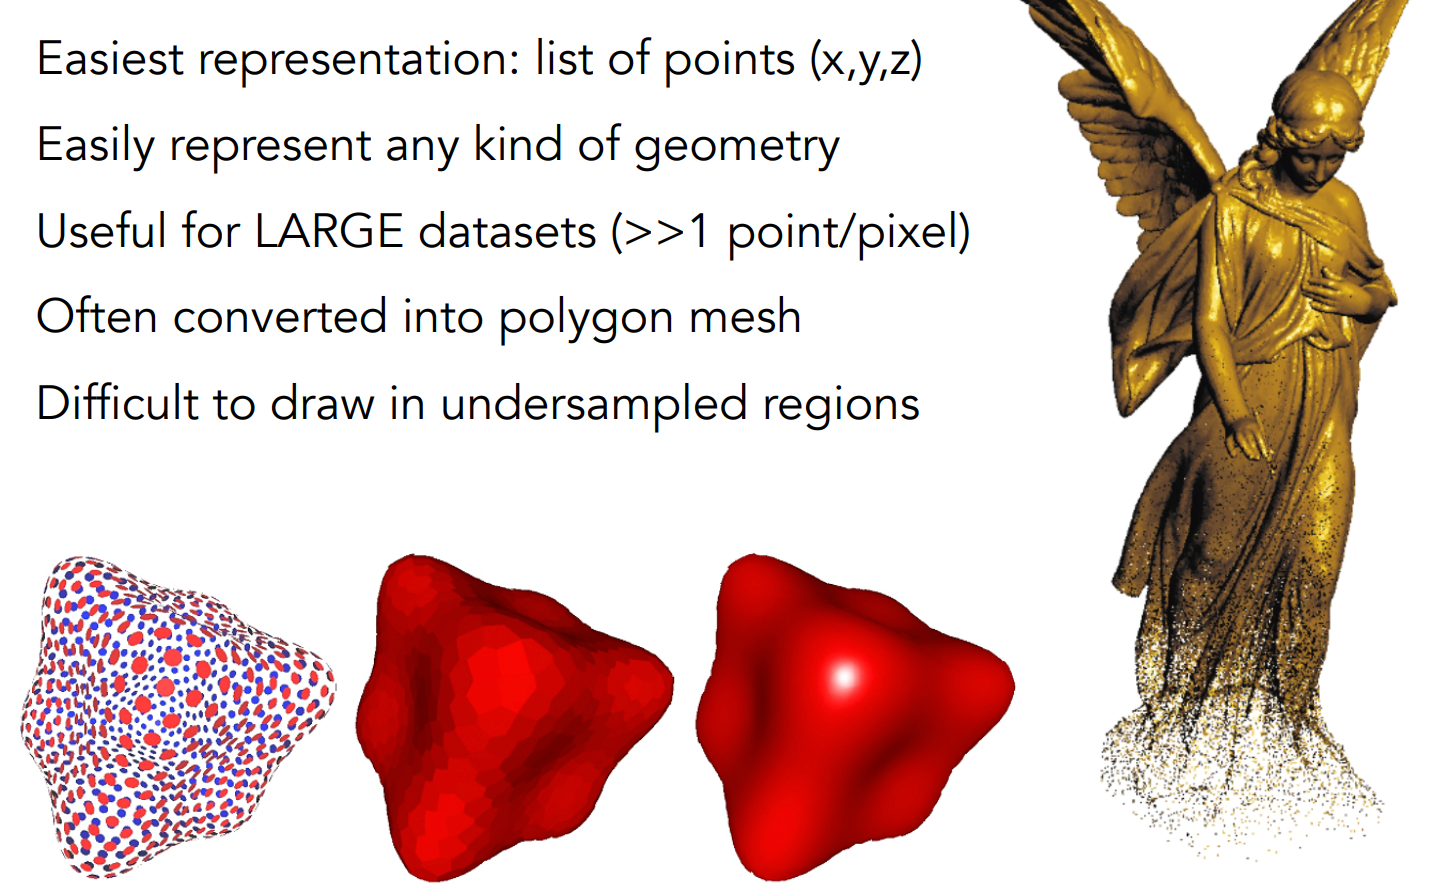 Easiest representation: list of points (x,y,z)
Easily represent any kind of geometry
Useful for LARGE datasets (>>1 point/pixel)
Often converted into polygon mesh
Difficult to draw in undersampled regions